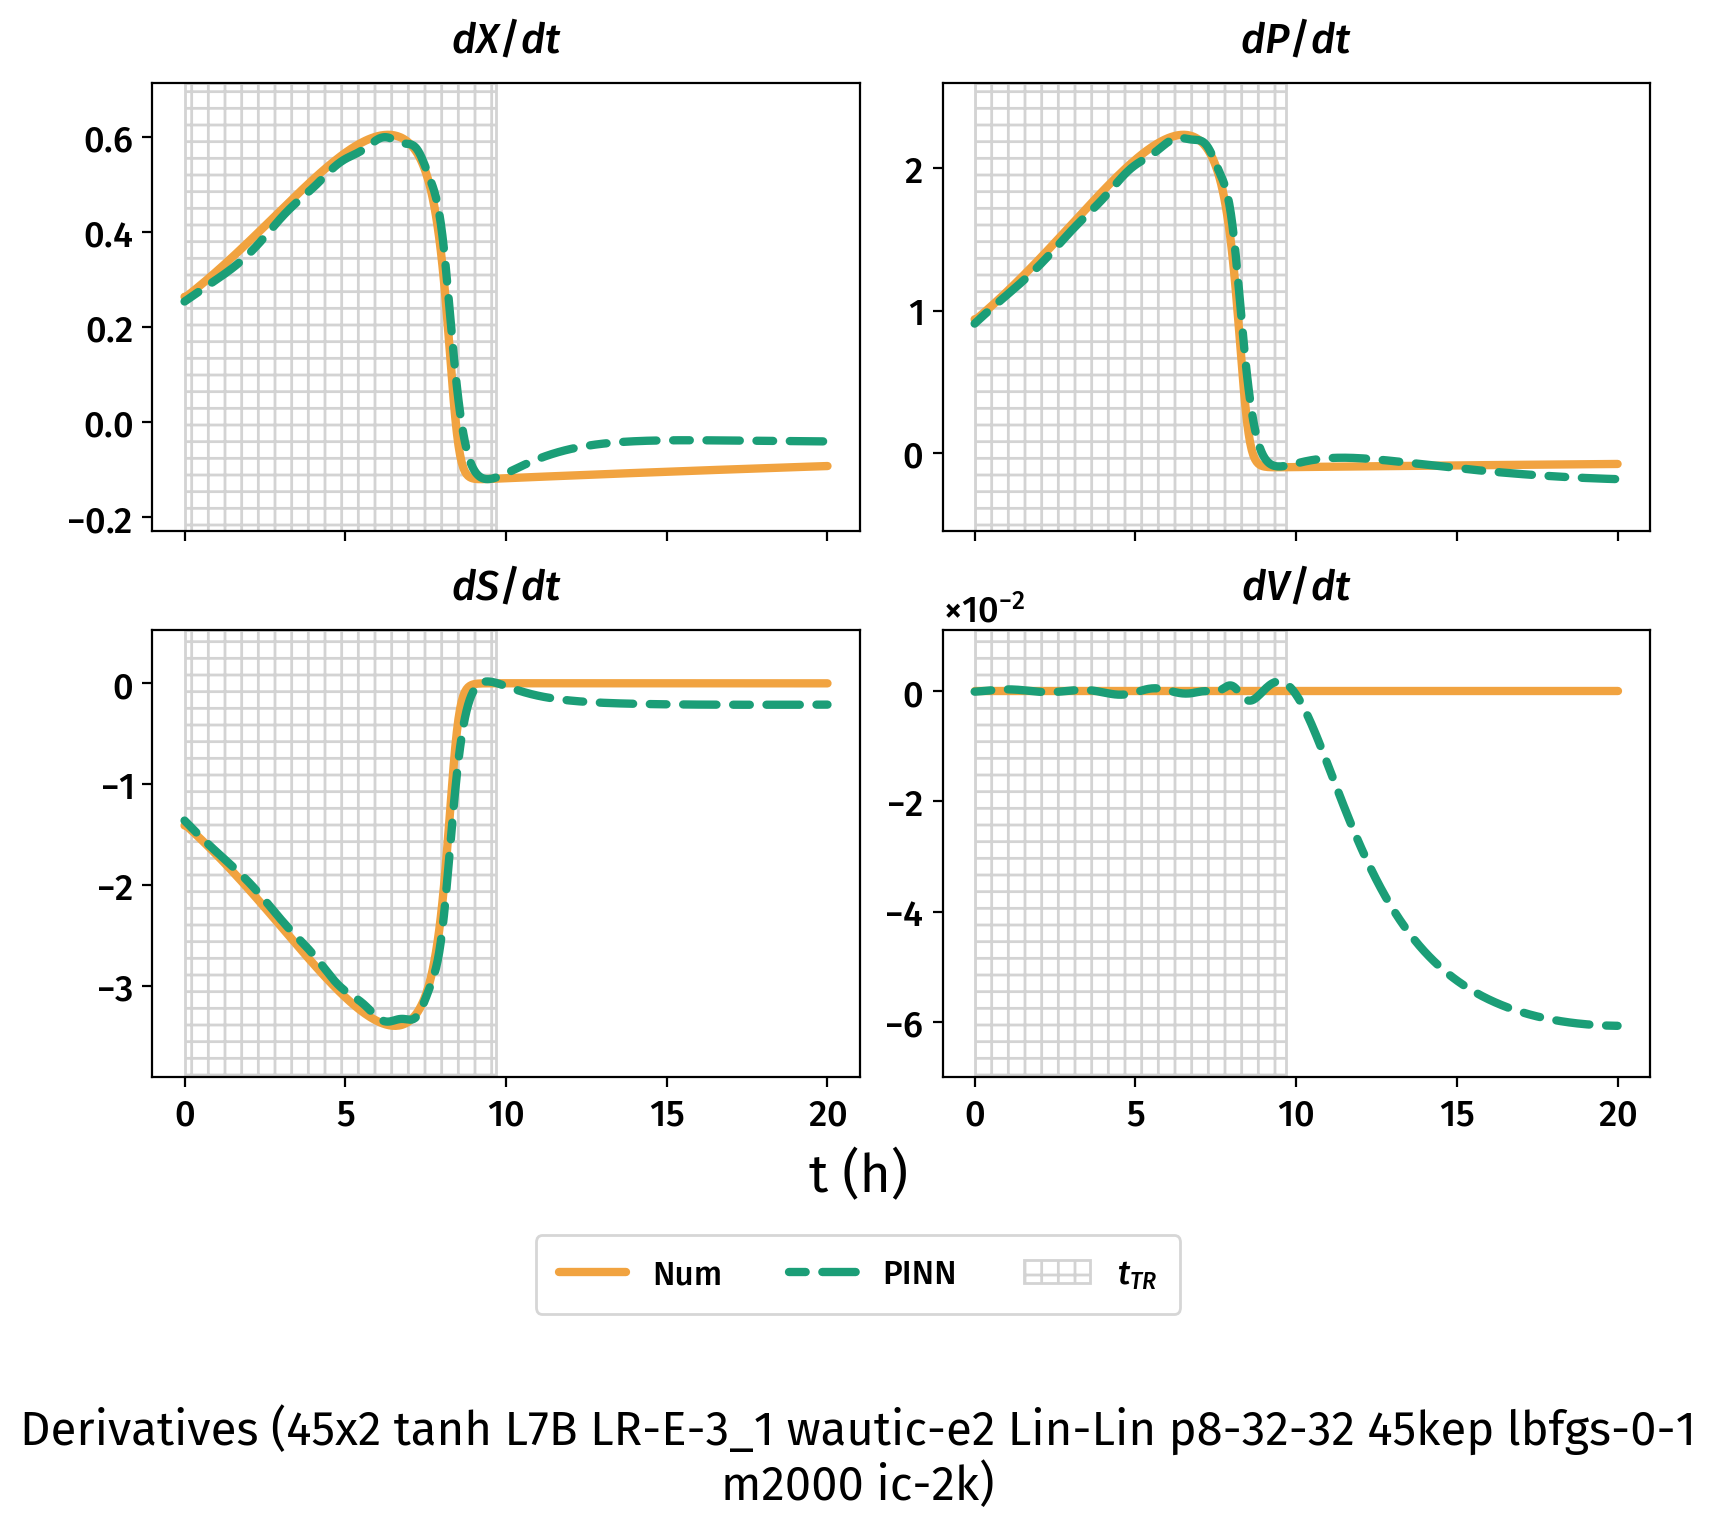 dX/dt
dP/dt
0.6
0.4
0.2
0.0
−0.2
2
1
0
dS/dt
dV/dt
×10⁻²
0
−1
−2
−3
0
−2
−4
−6
0 5 10 15 20
0 5 10 15 20
t (h)
Num PINN t_TR
Derivatives (45x2 tanh L7B LR-E-3_1 wautic-e2 Lin-Lin p8-32-32 45kep lbfgs-0-1
m2000 ic-2k)